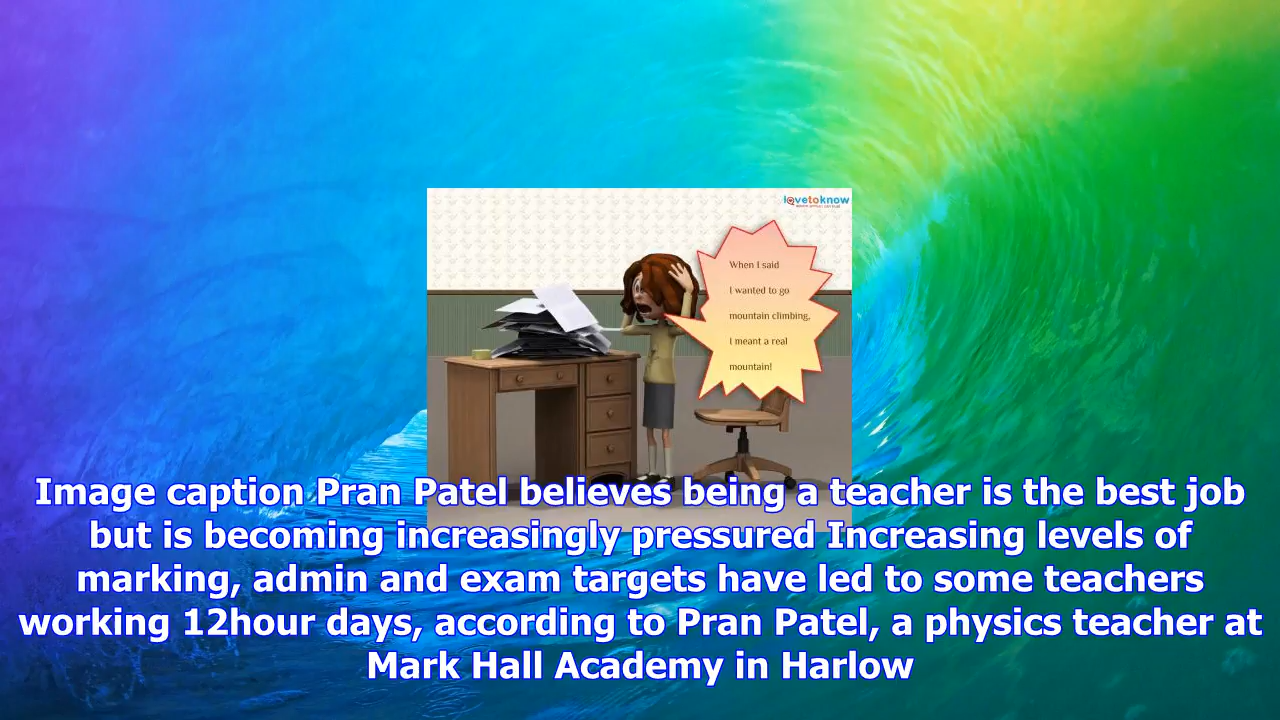 lovetoknow
When I said
I wanted to go
mountain climbing,
I meant a real
mountain!
Image caption Pran Patel believes being a teacher is the best job
but is becoming increasingly pressured Increasing levels of
marking, admin and exam targets have led to some teachers
working 12hour days, according to Pran Patel, a physics teacher at
Mark Hall Academy in Harlow